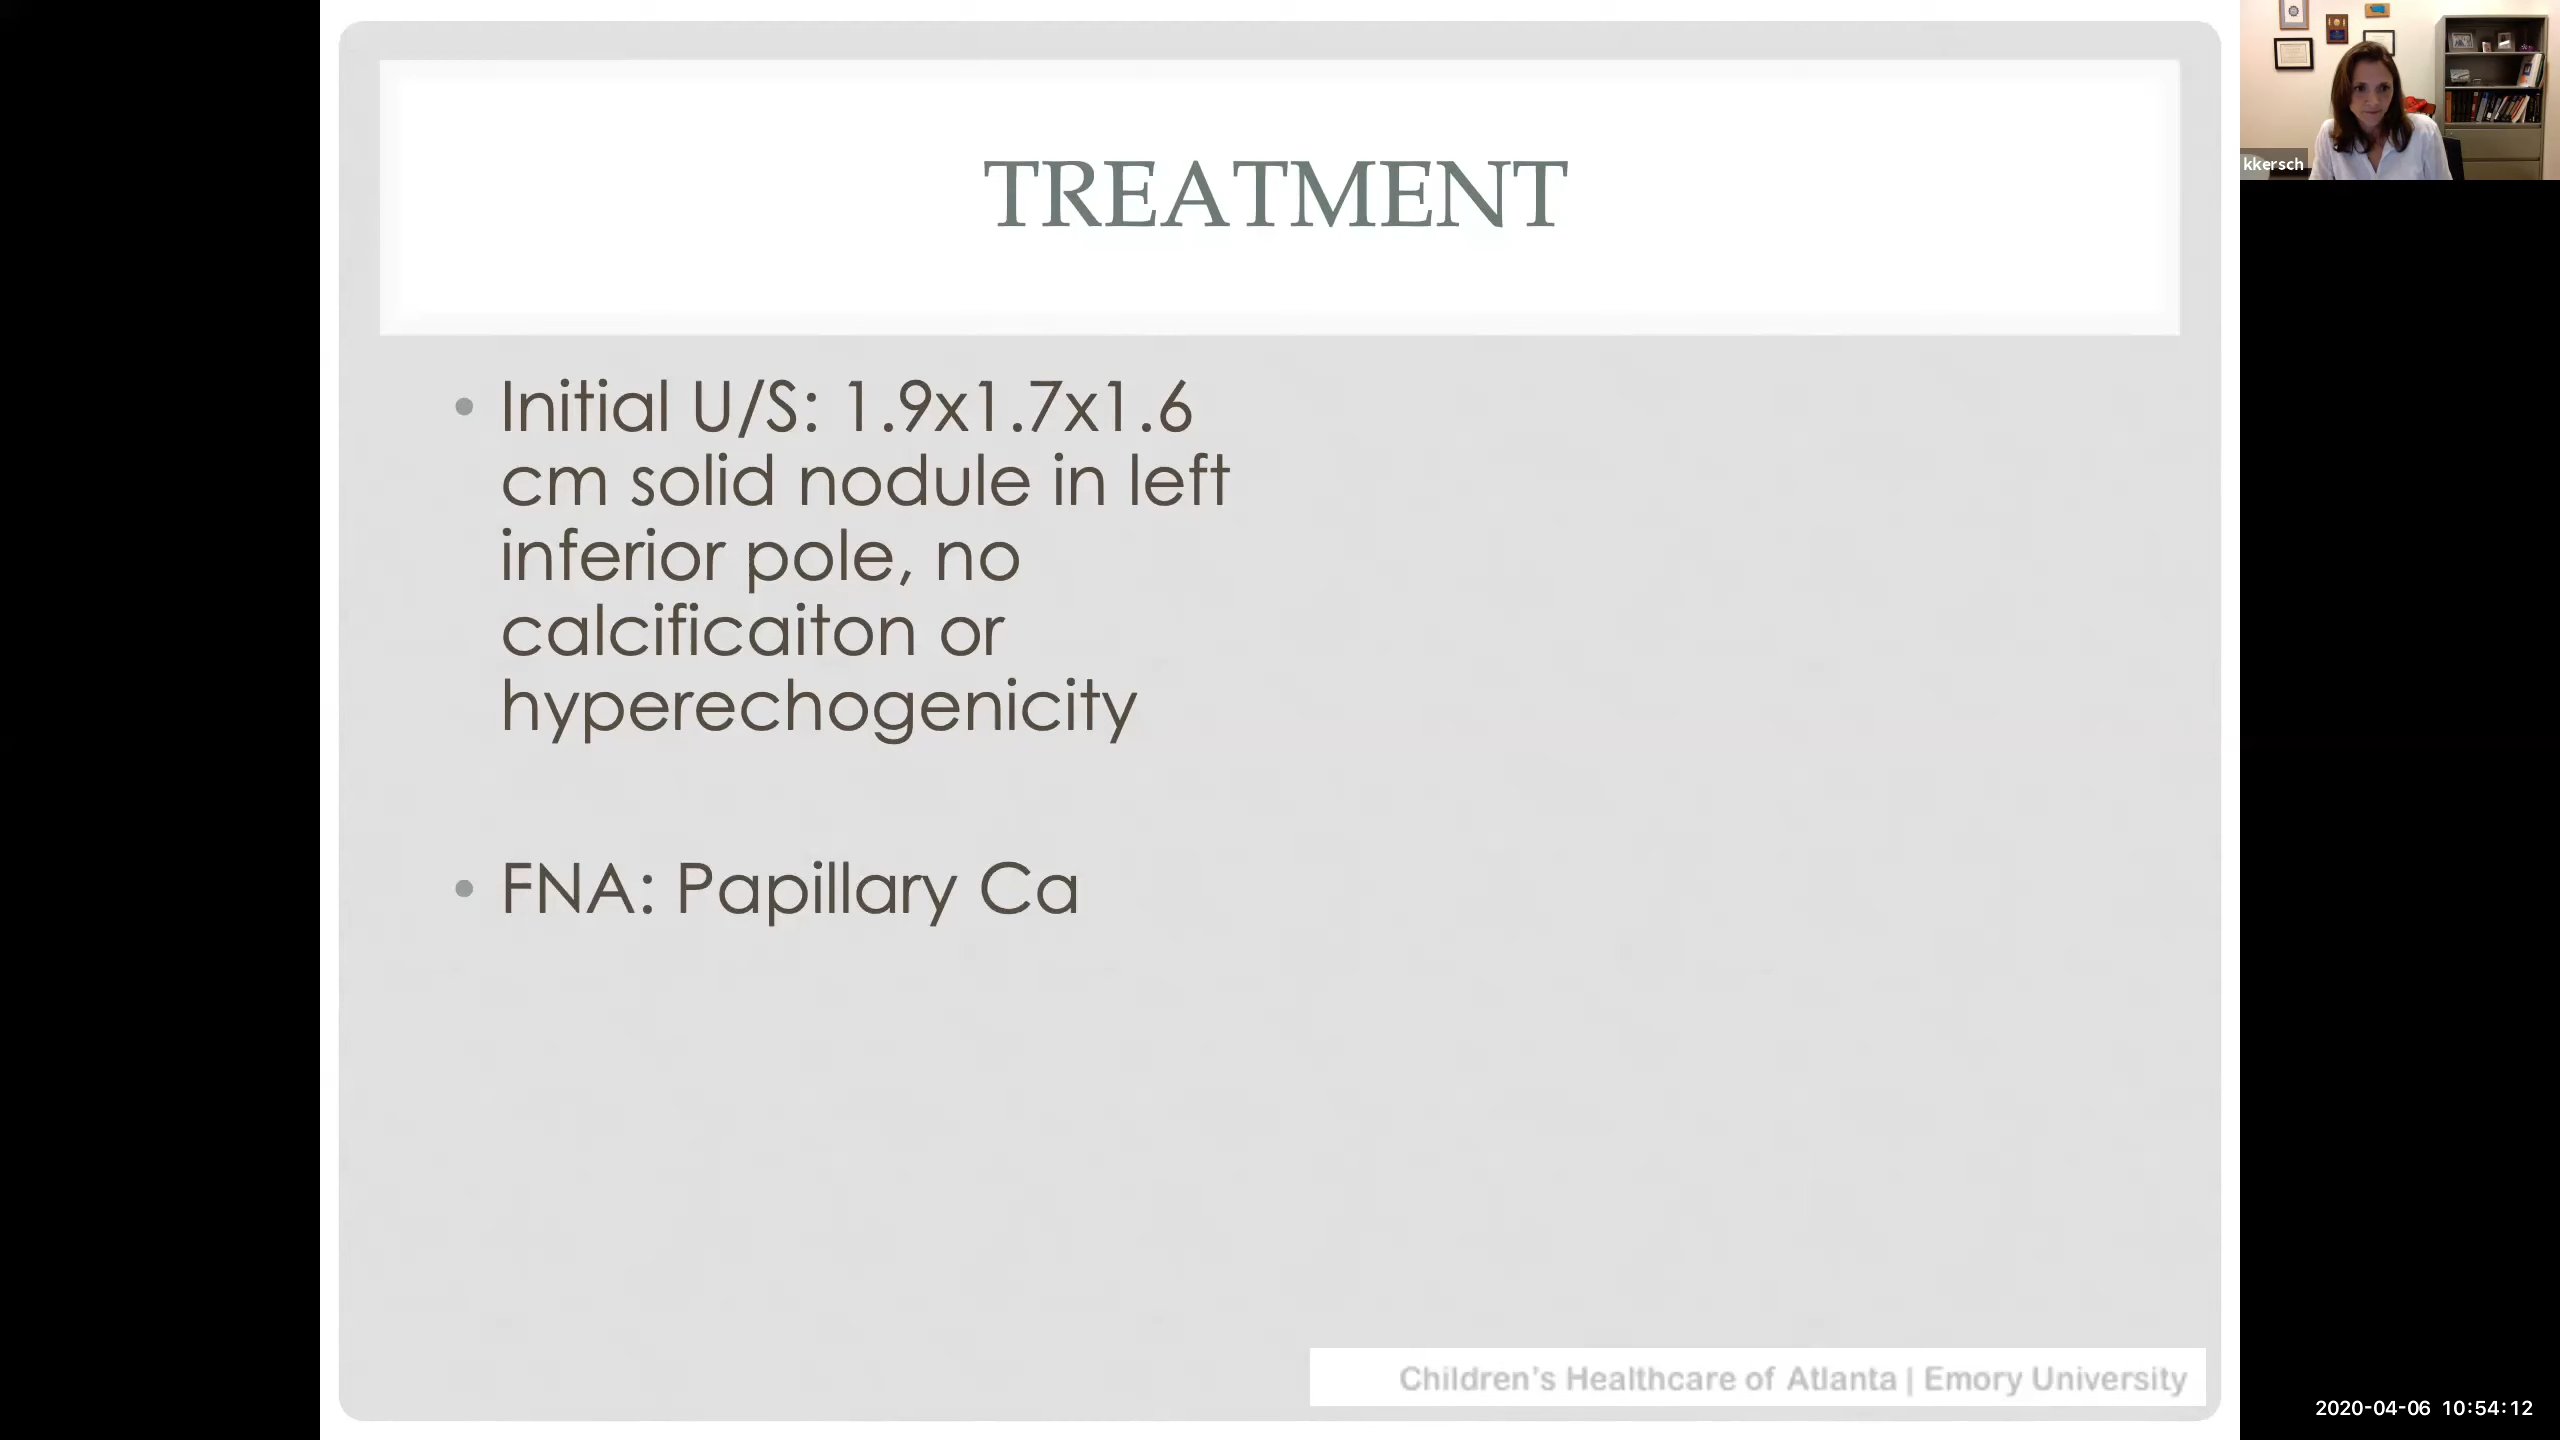 TREATMENT
• Initial U/S: 1.9x1.7x1.6
cm solid nodule in left
inferior pole, no
calcificaiton or
hyperechogenicity
• FNA: Papillary Ca
Children's Healthcare of Atlanta | Emory University
kkersch
2020-04-06 10:54:12